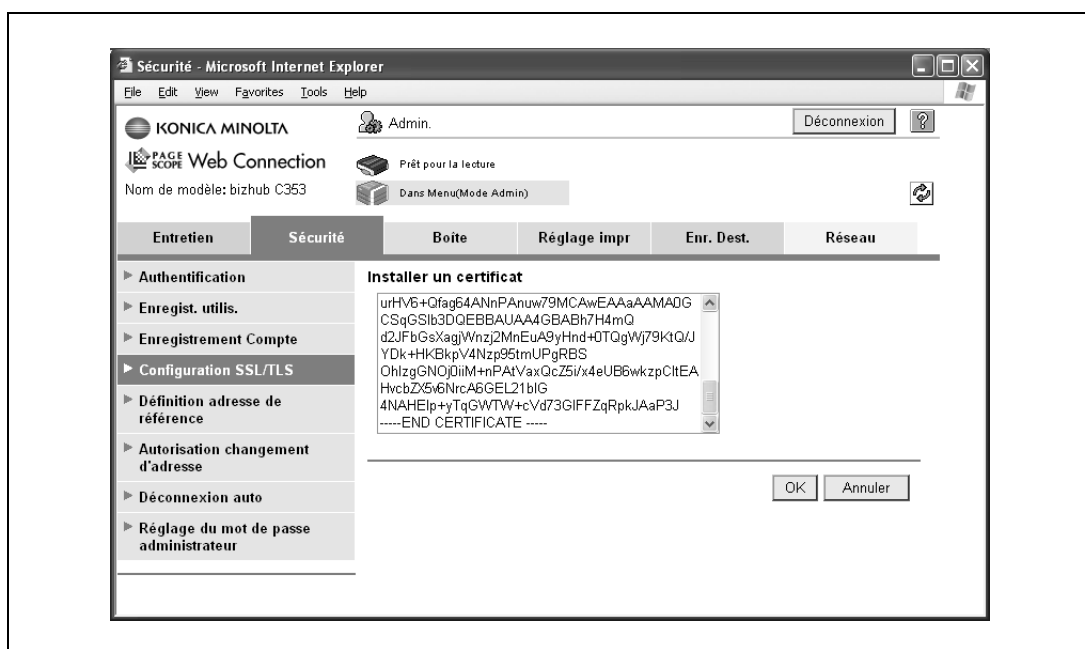 Sécurité - Microsoft Internet Explorer
File Edit View Favorites Tools Help
KONICA MINOLTA
Admin.
Déconnexion
?
PAGE SCOPE Web Connection
Prêt pour la lecture
Nom de modèle: bizhub C353
Dans Menu(Mode Admin)
Entretien Sécurité Boîte Réglage impr Enr. Dest. Réseau
Authentification
Enregist. utilis.
Enregistrement Compte
Configuration SSL/TLS
Définition adresse de
référence
Autorisation changement
d'adresse
Déconnexion auto
Réglage du mot de passe
administrateur
Installer un certificat
urHV6+Qfag64ANnPAnuw79MCAwEAAaAAMA0G
CSqGSIb3DQEBBAUAA4GBABh7H4mQ
d2JFbGsXagjWnzj2MnEuA9yHnd+0TQgWj79KtQ/J
YDk+HKBkpV4Nzp95tmUPgRBS
OhIzgGNOj0iiM+nPAtVaxQcZ5i/x4eUB6wkzpCItEA
HvcbZX5v6NrcA6GEL21bIG
4NAHEIp+yTqGWTW+cVd73GIFFZqRpkJAaP3J
-----END CERTIFICATE -----
OK Annuler